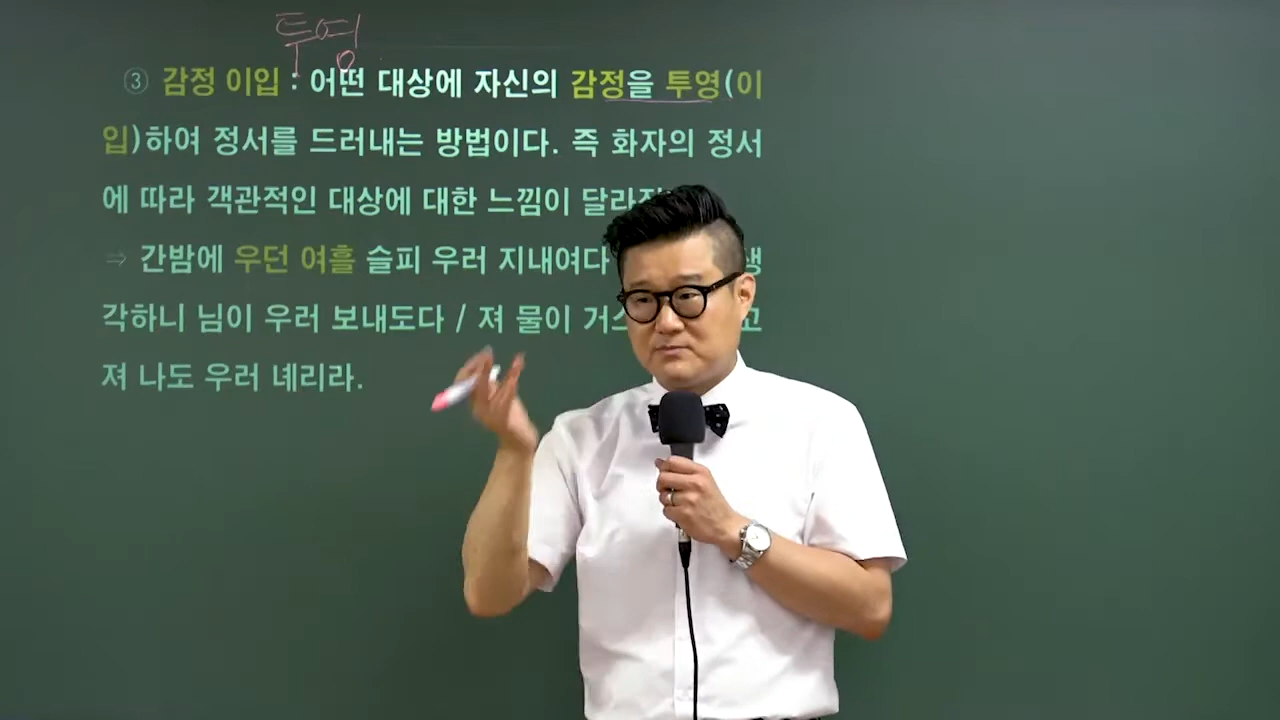 투영
③ 감정 이입 : 어떤 대상에 자신의 감정을 투영(이
입)하여 정서를 드러내는 방법이다. 즉 화자의 정서
에 따라 객관적인 대상에 대한 느낌이
⇒ 간밤에 우던 여흘 슬피 우러 지내여다
각하니 님이 우러 보내도다 / 져 물이
져 나도 우러 녜리라.